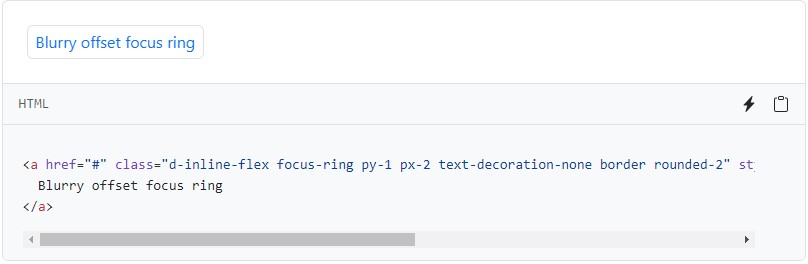 Blurry offset focus ring
HTML
<a href="#" class="d-inline-flex focus-ring py-1 px-2 text-decoration-none border rounded-2" st
  Blurry offset focus ring
</a>